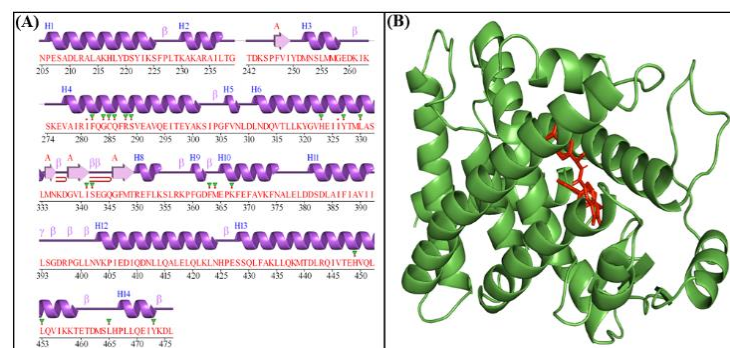 (A)
(B)
H1 β H2 A H3 β
NPESADLRALAKHLYDSYIKSFPLTKAKARAILTG TDKSPFVIYDMNSLMMGEDKIK
205 210 215 220 225 230 235 242 245 250 255 260
H4 β H5 H6
SKEVAIRIFQGCQFRSVEAVQEITEYAKSIPGFVNLDLNDQVTLLKYGVHEIIYTMLAS
274 280 285 290 295 300 305 310 315 320 325 330
A β A ββ A H8 β H9 β H10 H11
LMNKDGVLISEGQGFMTREFLKSLRKPFGDFMEPKFEFAVKFNALELDDSDLAIFIAVII
333 340 345 350 355 360 365 370 375 380 385 390
γ β β β H12 β H13
LSGDRPGLLNVKPIEDIQDNLLQALELQLKLNHPESSQLFAKLLQKMTDLRQIVTEHVQL
393 400 405 410 415 420 425 430 435 440 445 450
β H14 β
LQVIKKTETDMSLHPLLQEIYKDL
453 460 465 470 475